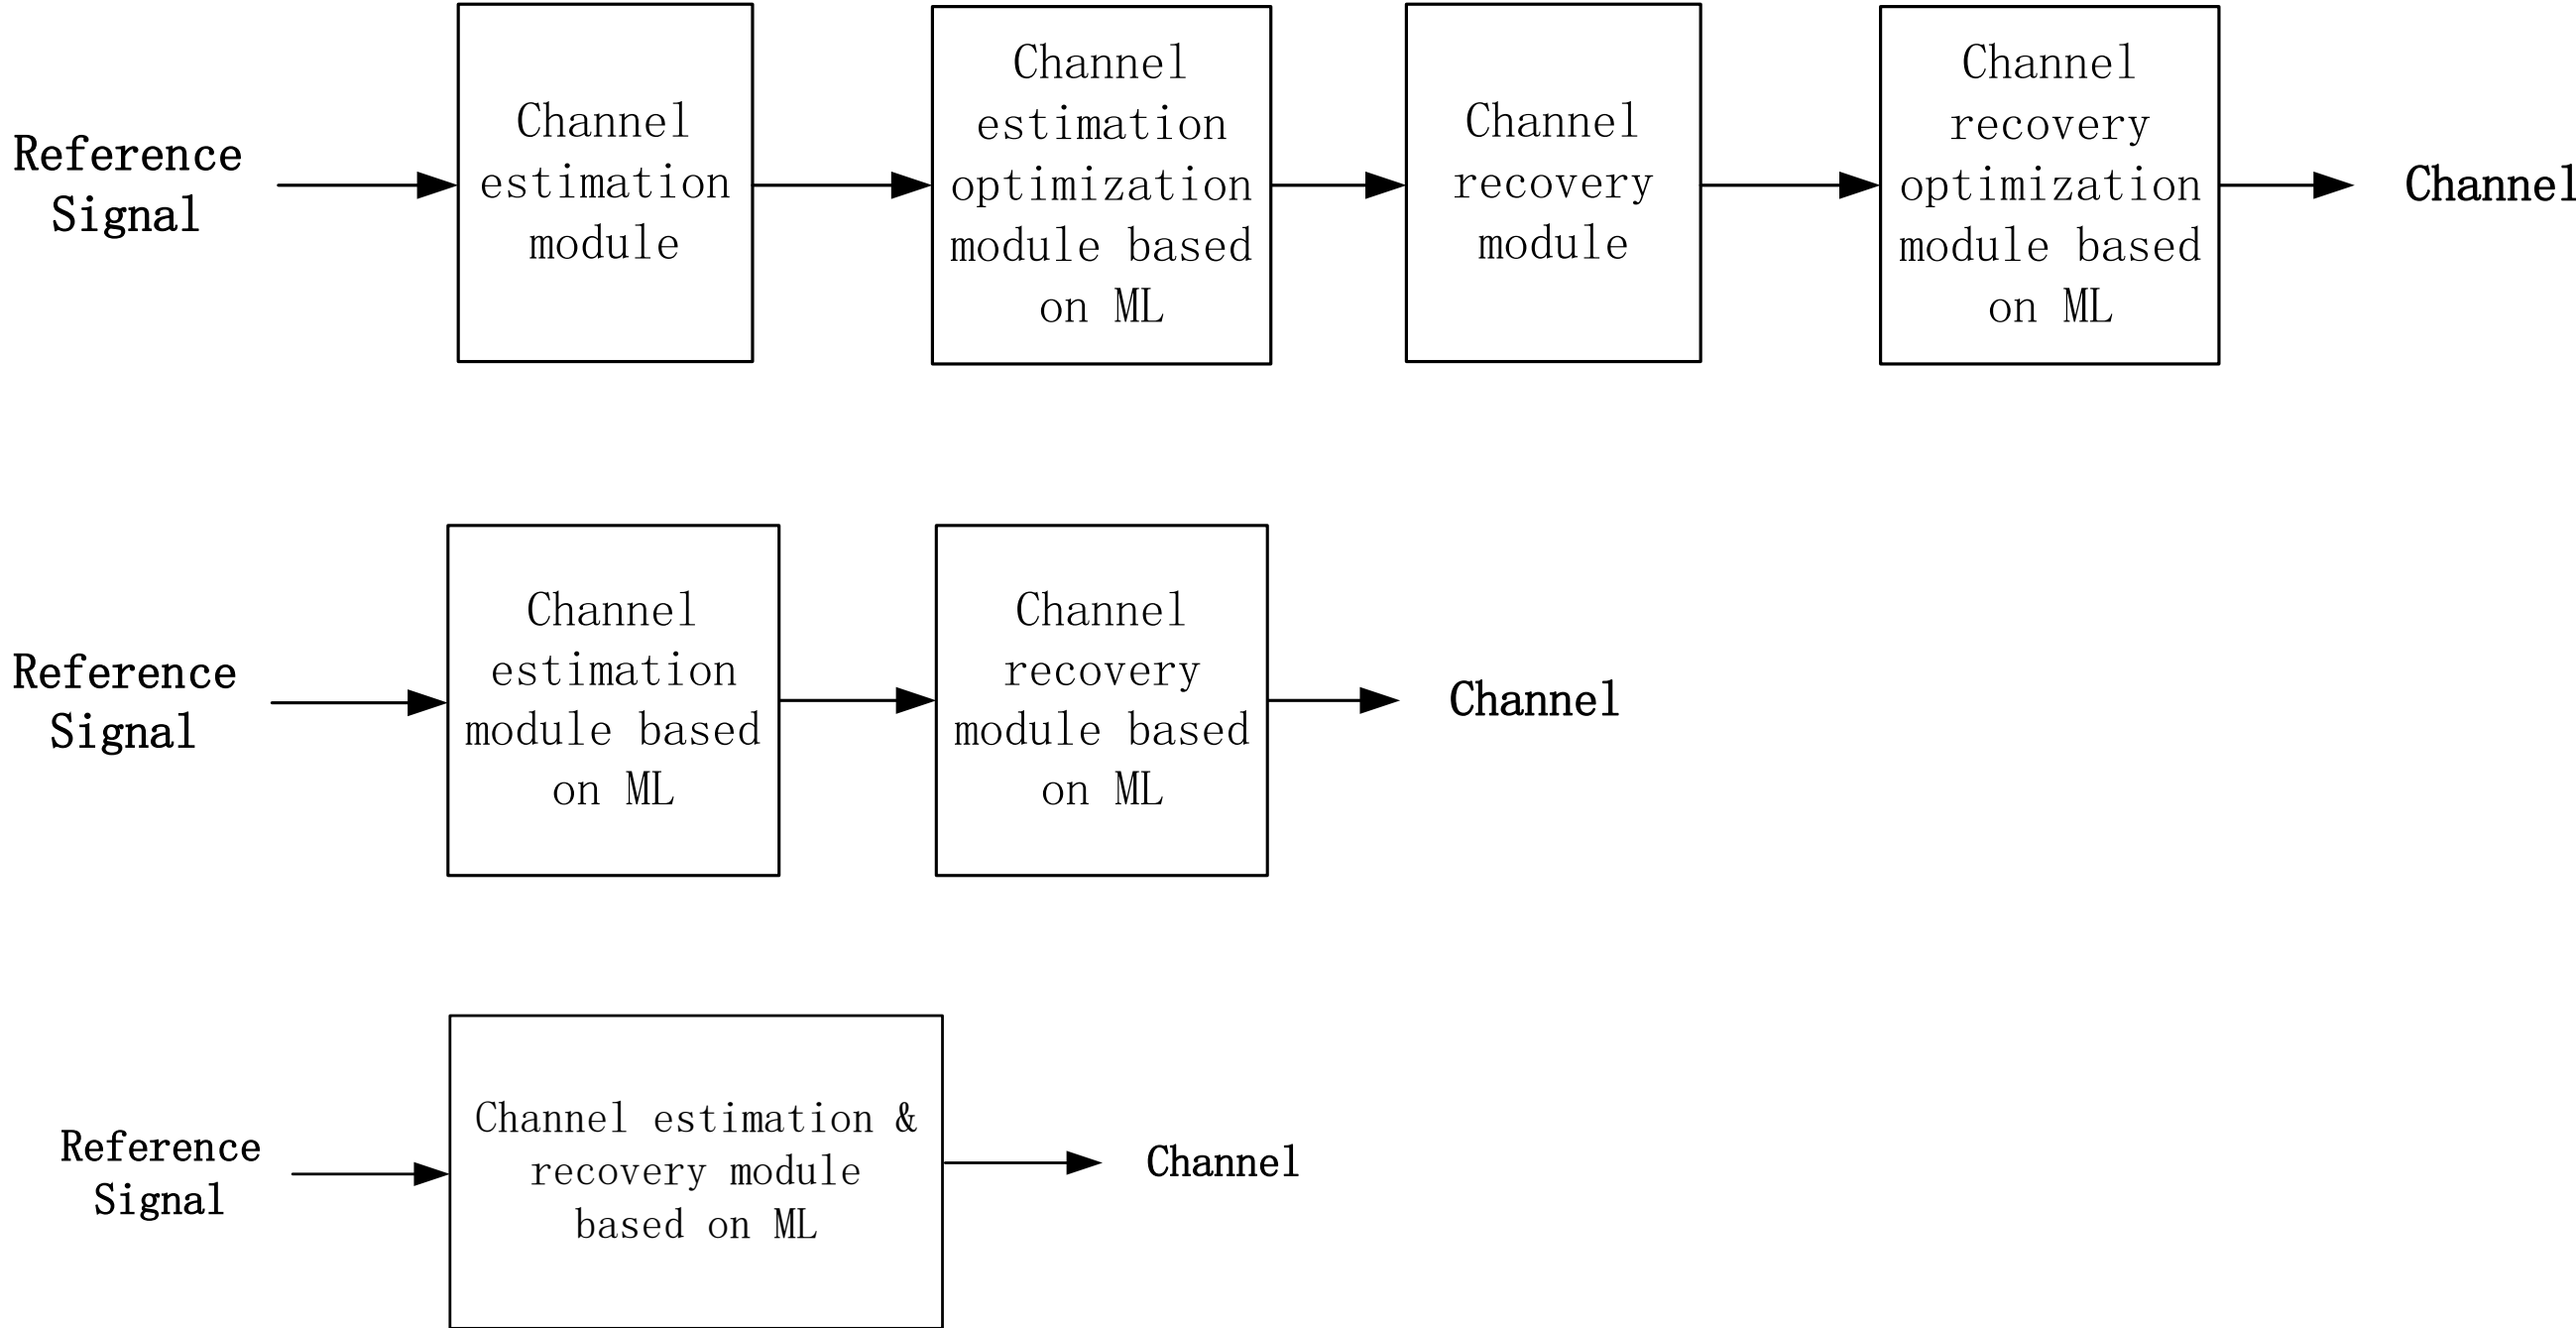 Reference
Signal
Channel
estimation
module
Channel
estimation
optimization
module based
on ML
Channel
recovery
module
Channel
recovery
optimization
module based
on ML
Channel
Reference
Signal
Channel
estimation
module based
on ML
Channel
recovery
module based
on ML
Channel
Reference
Signal
Channel estimation &
recovery module
based on ML
Channel